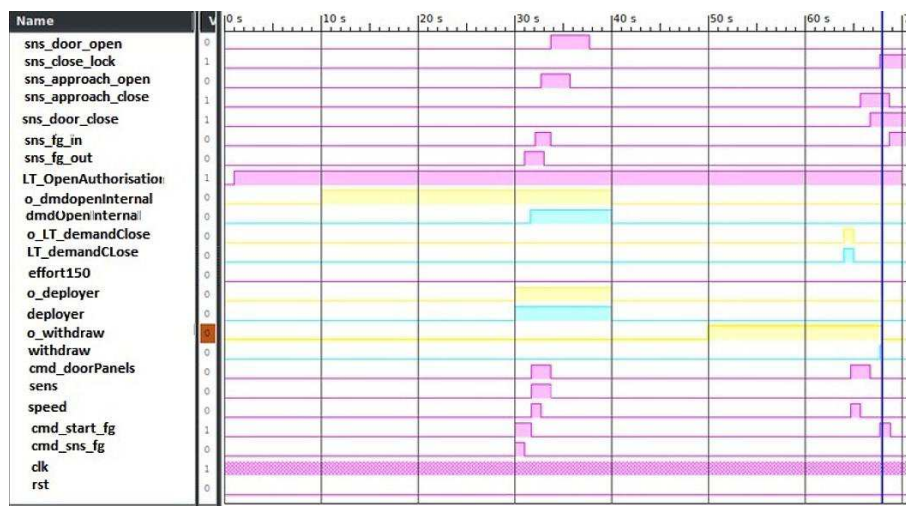 Name V 0 s 10 s 20 s 30 s 40 s 50 s 60 s
sns_door_open 0
sns_close_lock 1
sns_approach_open 0
sns_approach_close 1
sns_door_close 1
sns_fg_in 0
sns_fg_out 0
LT_OpenAuthorisation 1
o_dmdopenInternal 0
dmdOpenInternal 0
o_LT_demandClose 0
LT_demandCLose 0
effort150 0
o_deployer 0
deployer 0
o_withdraw 0
withdraw 0
cmd_doorPanels 0
sens 0
speed 0
cmd_start_fg 1
cmd_sns_fg 0
clk 1
rst 0